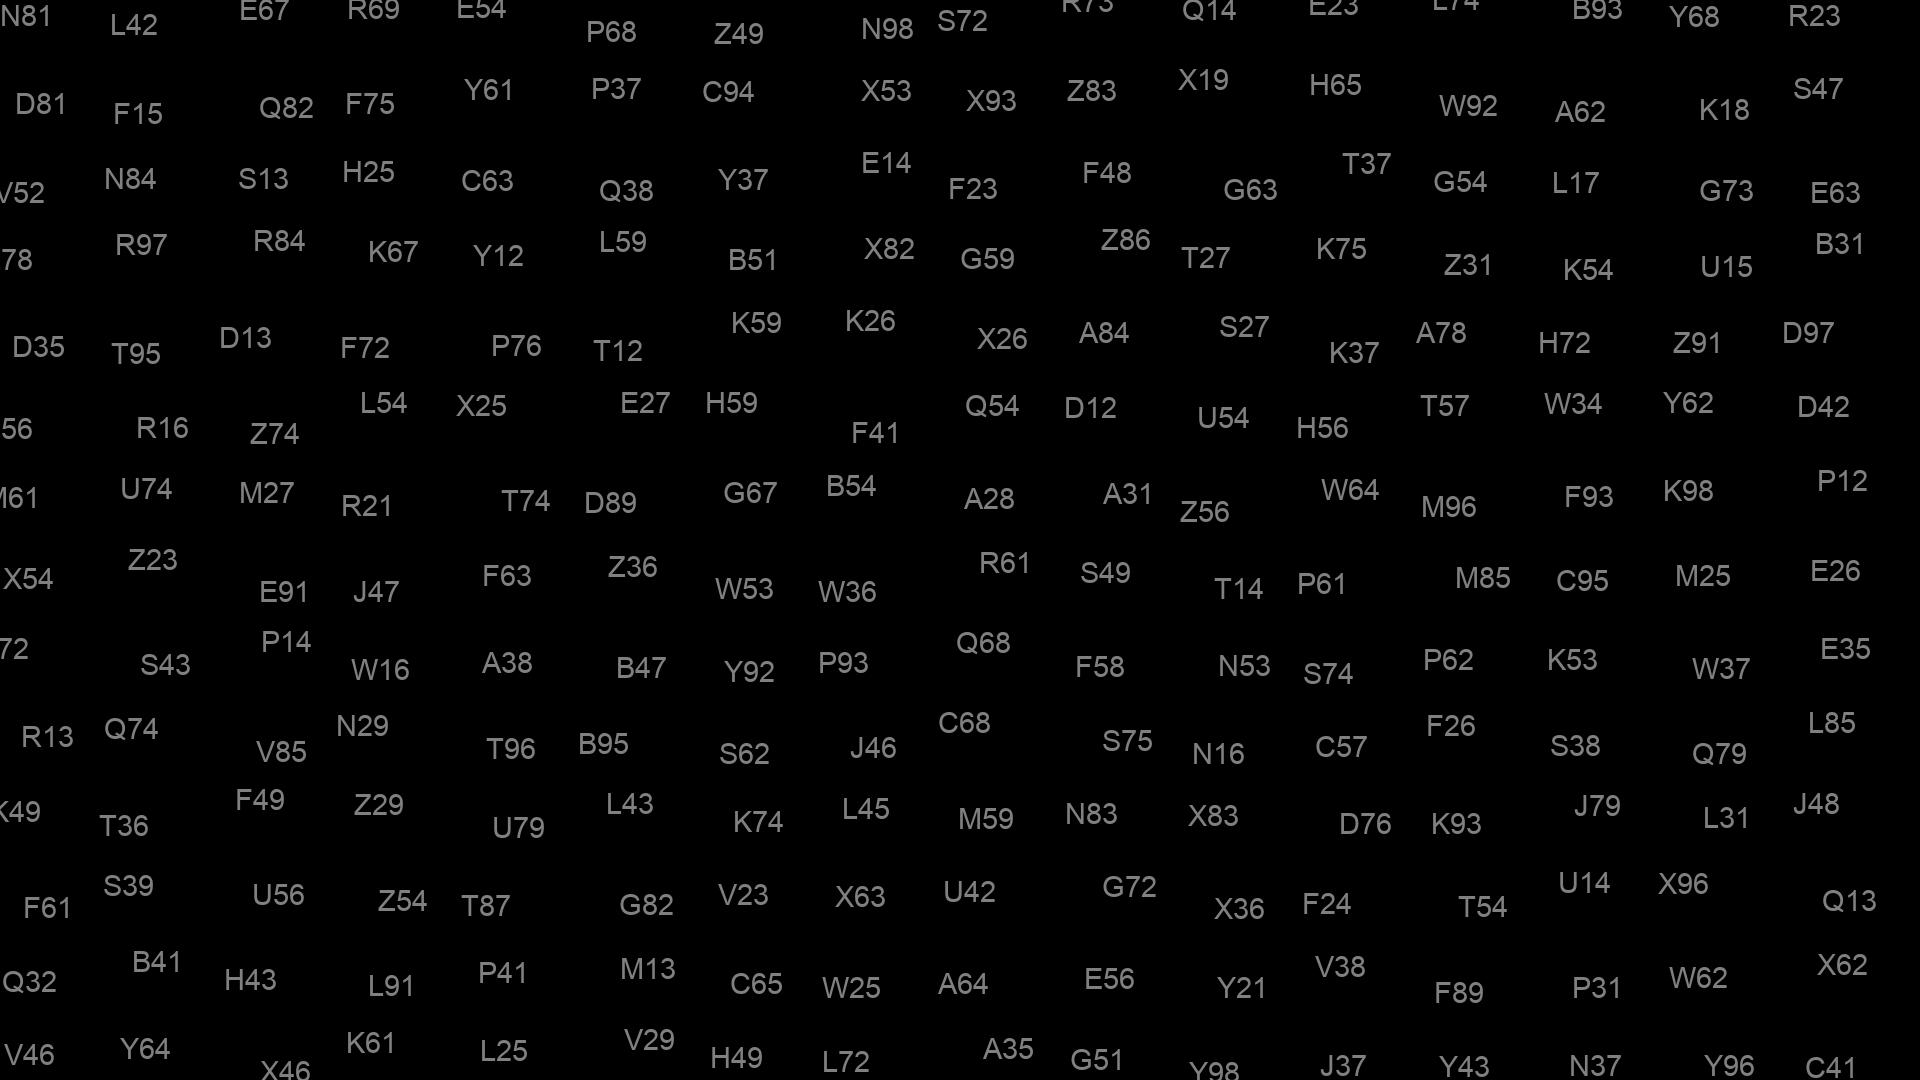 N81 L42 E67 R69 E54 P68 Z49 N98 S72 R73 Q14 E23 L74 B93 Y68 R23
D81 F15 Q82 F75 Y61 P37 C94 X53 X93 Z83 X19 H65 W92 A62 K18 S47
V52 N84 S13 H25 C63 Q38 Y37 E14 F23 F48 G63 T37 G54 L17 G73 E63
78 R97 R84 K67 Y12 L59 B51 X82 G59 Z86 T27 K75 Z31 K54 U15 B31
D35 T95 D13 F72 P76 T12 K59 K26 X26 A84 S27 K37 A78 H72 Z91 D97
56 R16 Z74 L54 X25 E27 H59 F41 Q54 D12 U54 H56 T57 W34 Y62 D42
M61 U74 M27 R21 T74 D89 G67 B54 A28 A31 Z56 W64 M96 F93 K98 P12
X54 Z23 E91 J47 F63 Z36 W53 W36 R61 S49 T14 P61 M85 C95 M25 E26
72 S43 P14 W16 A38 B47 Y92 P93 Q68 F58 N53 S74 P62 K53 W37 E35
R13 Q74 V85 N29 T96 B95 S62 J46 C68 S75 N16 C57 F26 S38 Q79 L85
K49 T36 F49 Z29 U79 L43 K74 L45 M59 N83 X83 D76 K93 J79 L31 J48
F61 S39 U56 Z54 T87 G82 V23 X63 U42 G72 X36 F24 T54 U14 X96 Q13
Q32 B41 H43 L91 P41 M13 C65 W25 A64 E56 Y21 V38 F89 P31 W62 X62
V46 Y64 X46 K61 L25 V29 H49 L72 A35 G51 Y98 J37 Y43 N37 Y96 C41